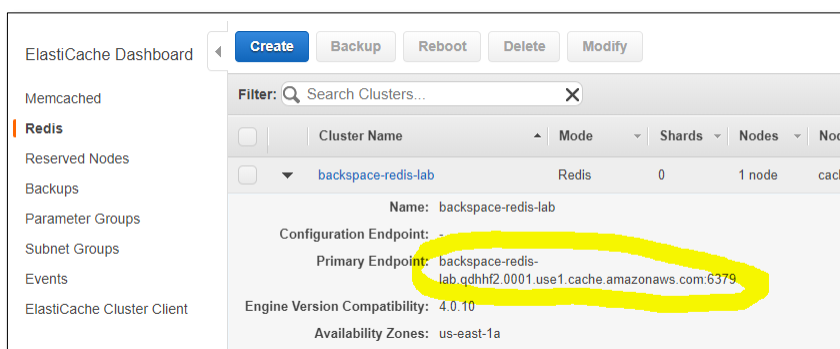 ElastiCache Dashboard
Memcached
Redis
Reserved Nodes
Backups
Parameter Groups
Subnet Groups
Events
ElastiCache Cluster Client
Create Backup Reboot Delete Modify
Filter: Search Clusters...
Cluster Name Mode Shards Nodes Nod
backspace-redis-lab Redis 0 1 node cach
Name: backspace-redis-lab
Configuration Endpoint: -
Primary Endpoint: backspace-redis-
lab.qdhhf2.0001.use1.cache.amazonaws.com:6379
Engine Version Compatibility: 4.0.10
Availability Zones: us-east-1a